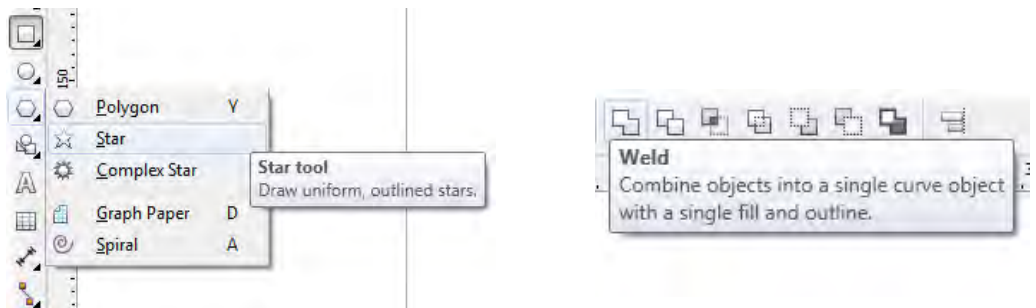 150
Polygon Y
Star
Complex Star
Graph Paper D
Spiral A
Star tool
Draw uniform, outlined stars.
Weld
Combine objects into a single curve object
with a single fill and outline.
3